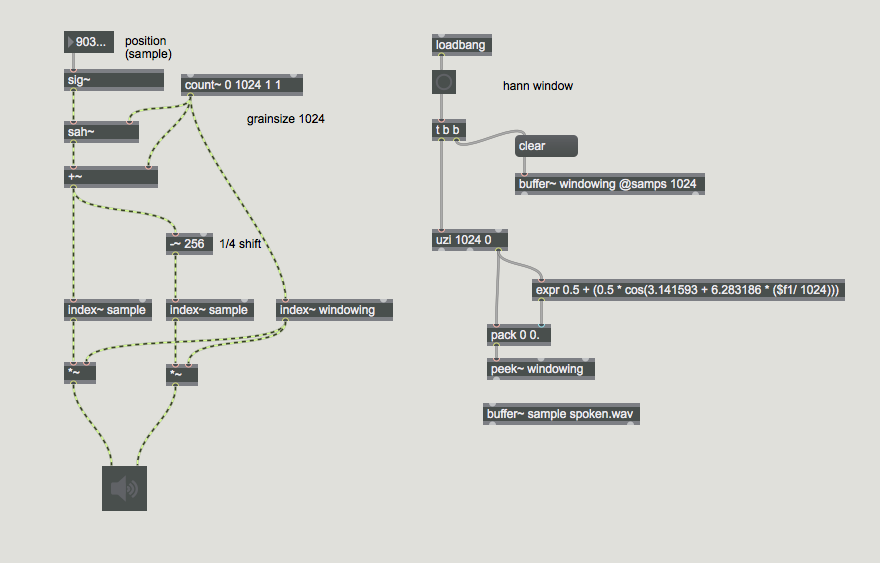 903...
position
(sample)
sig~
count~ 0 1024 1 1
grainsize 1024
sah~
+~
-~ 256
1/4 shift
index~ sample
index~ sample
index~ windowing
*~
*~
loadbang
hann window
t b b
clear
buffer~ windowing @samps 1024
uzi 1024 0
expr 0.5 + (0.5 * cos(3.141593 + 6.283186 * ($f1/ 1024)))
pack 0 0.
peek~ windowing
buffer~ sample spoken.wav